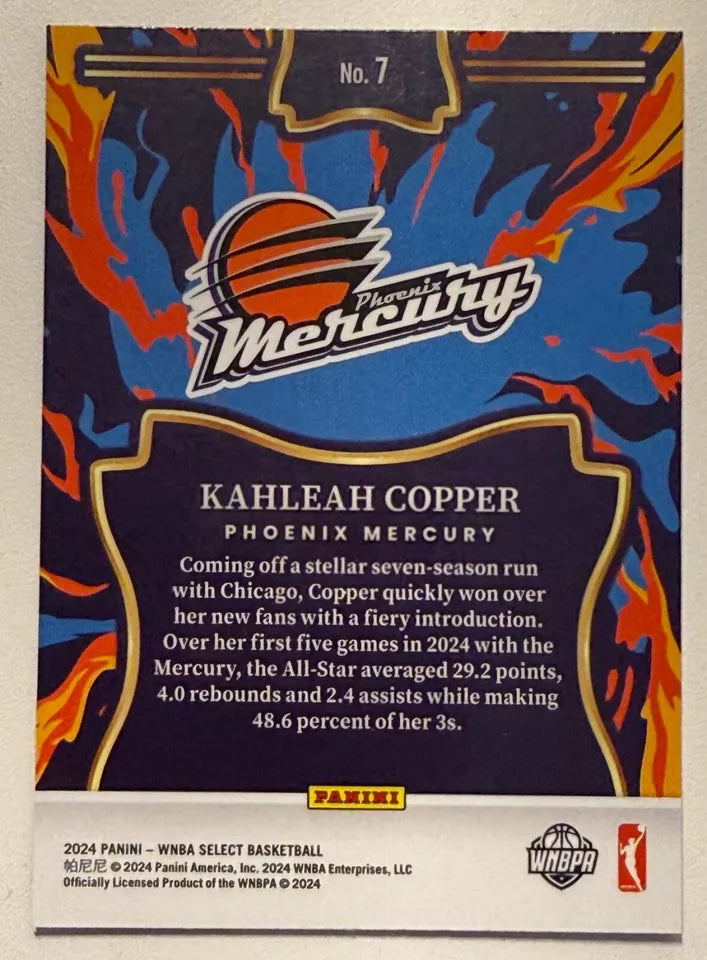 No. 7
Phoenix
Mercury
KAHLEAH COPPER
PHOENIX MERCURY
Coming off a stellar seven-season run
with Chicago, Copper quickly won over
her new fans with a fiery introduction.
Over her first five games in 2024 with the
Mercury, the All-Star averaged 29.2 points,
4.0 rebounds and 2.4 assists while making
48.6 percent of her 3s.
PANINI
2024 PANINI – WNBA SELECT BASKETBALL
帕尼尼 © 2024 Panini America, Inc. 2024 WNBA Enterprises, LLC
Officially Licensed Product of the WNBPA © 2024
WNBPA